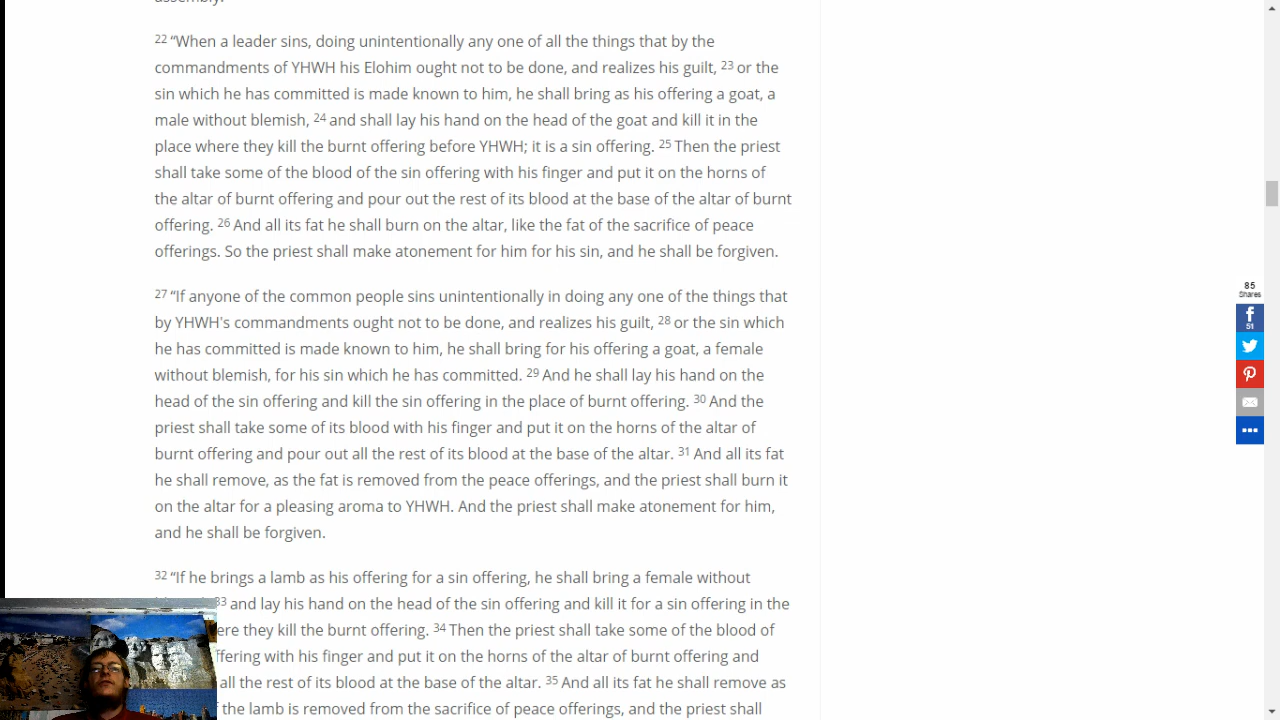 assembly.
22 “When a leader sins, doing unintentionally any one of all the things that by the
commandments of YHWH his Elohim ought not to be done, and realizes his guilt, 23 or the
sin which he has committed is made known to him, he shall bring as his offering a goat, a
male without blemish, 24 and shall lay his hand on the head of the goat and kill it in the
place where they kill the burnt offering before YHWH; it is a sin offering. 25 Then the priest
shall take some of the blood of the sin offering with his finger and put it on the horns of
the altar of burnt offering and pour out the rest of its blood at the base of the altar of burnt
offering. 26 And all its fat he shall burn on the altar, like the fat of the sacrifice of peace
offerings. So the priest shall make atonement for him for his sin, and he shall be forgiven.
27 “If anyone of the common people sins unintentionally in doing any one of the things that
by YHWH’s commandments ought not to be done, and realizes his guilt, 28 or the sin which
he has committed is made known to him, he shall bring for his offering a goat, a female
without blemish, for his sin which he has committed. 29 And he shall lay his hand on the
head of the sin offering and kill the sin offering in the place of burnt offering. 30 And the
priest shall take some of its blood with his finger and put it on the horns of the altar of
burnt offering and pour out all the rest of its blood at the base of the altar. 31 And all its fat
he shall remove, as the fat is removed from the peace offerings, and the priest shall burn it
on the altar for a pleasing aroma to YHWH. And the priest shall make atonement for him,
and he shall be forgiven.
32 “If he brings a lamb as his offering for a sin offering, he shall bring a female without
33 and lay his hand on the head of the sin offering and kill it for a sin offering in the
they kill the burnt offering. 34 Then the priest shall take some of the blood of
with his finger and put it on the horns of the altar of burnt offering and
all the rest of its blood at the base of the altar. 35 And all its fat he shall remove as
the lamb is removed from the sacrifice of peace offerings, and the priest shall
85
Shares
51